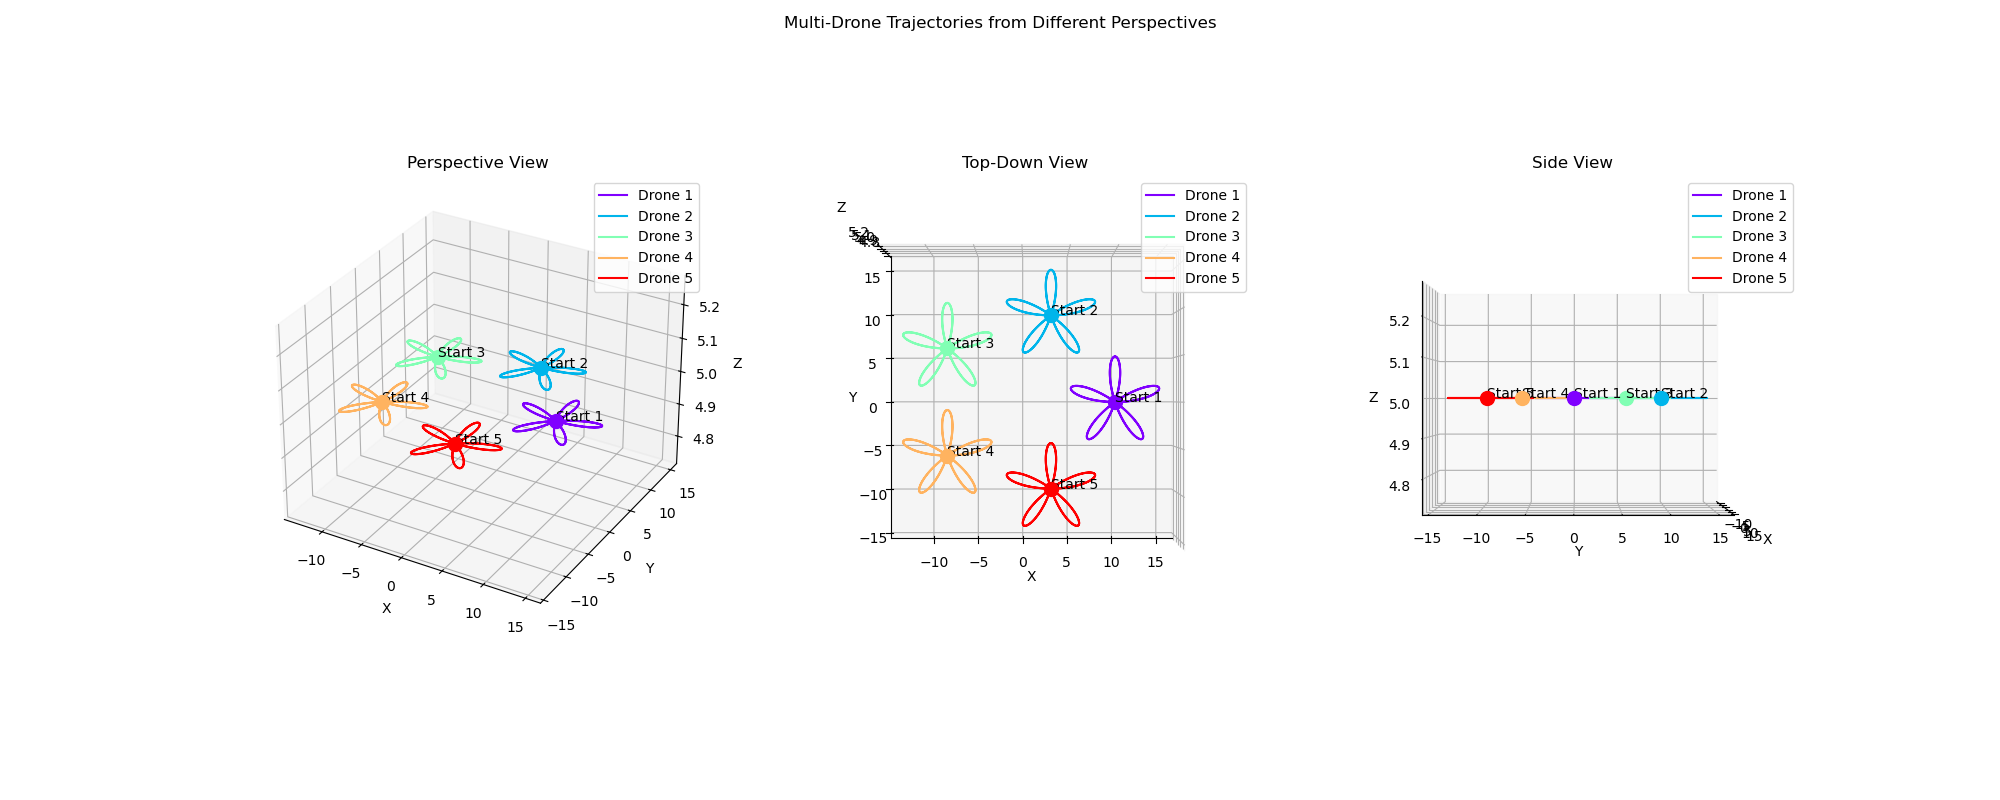 Multi-Drone Trajectories from Different Perspectives
Perspective View
Drone 1
Drone 2
Drone 3
Drone 4
Drone 5
Start 3
Start 2
Start 4
Start 1
Start 5
5.2
5.1
5.0
4.9
4.8
Z
−10
−5
0
5
10
15
X
−15
−10
−5
0
5
10
15
Y
Top-Down View
Drone 1
Drone 2
Drone 3
Drone 4
Drone 5
Z
5.2
4.8
15
10
5
0
−5
−10
−15
Y
Start 2
Start 3
Start 1
Start 4
Start 5
−10
−5
0
5
10
15
X
Side View
Drone 1
Drone 2
Drone 3
Drone 4
Drone 5
5.2
5.1
5.0
4.9
4.8
Z
Start 4
Start 1
Start 2
−15
−10
−5
0
5
10
15
Y
−10
15
X